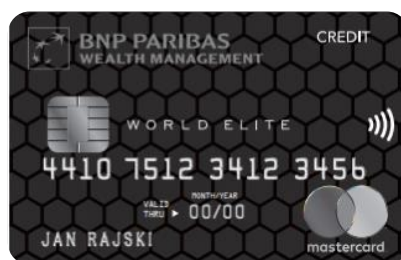 BNP PARIBAS
WEALTH MANAGEMENT
CREDIT
WORLD ELITE
4410 7512 3412 3456
VALID THRU
MONTH/YEAR
00/00
JAN RAJSKI
mastercard